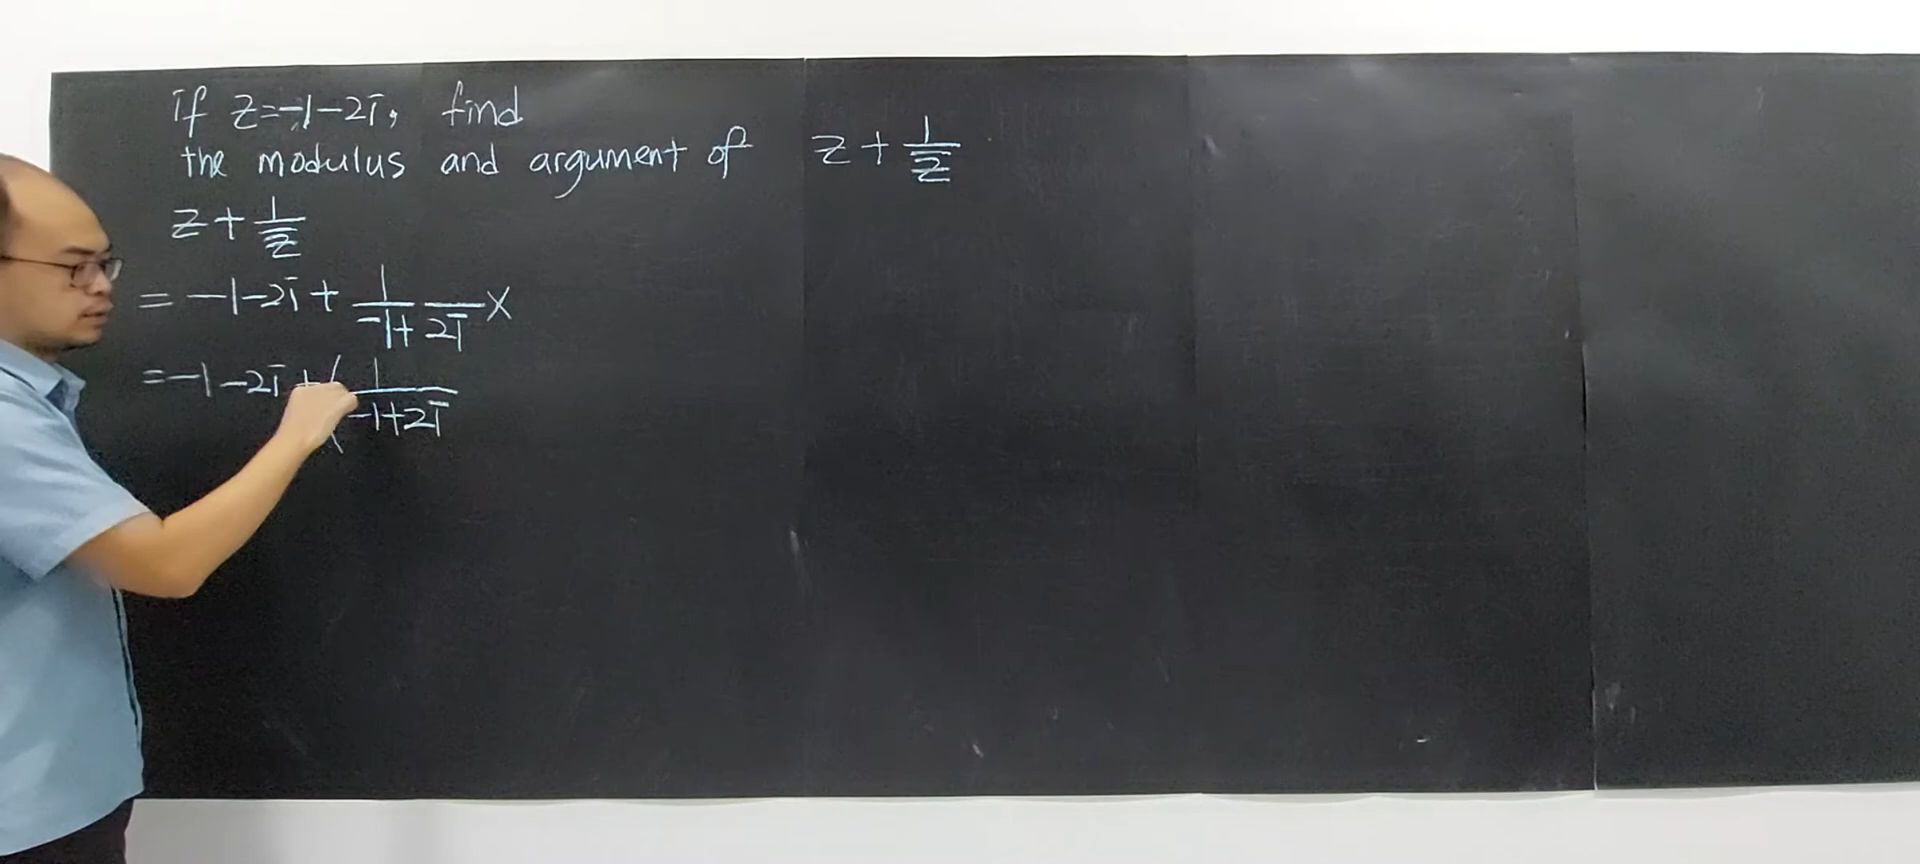 if z=-1-2i, find
the modulus and argument of z + 1/z̄
z + 1/z̄
= -1-2i + 1/(-1+2i) ×
= -1-2i + ( 1/(-1+2i)